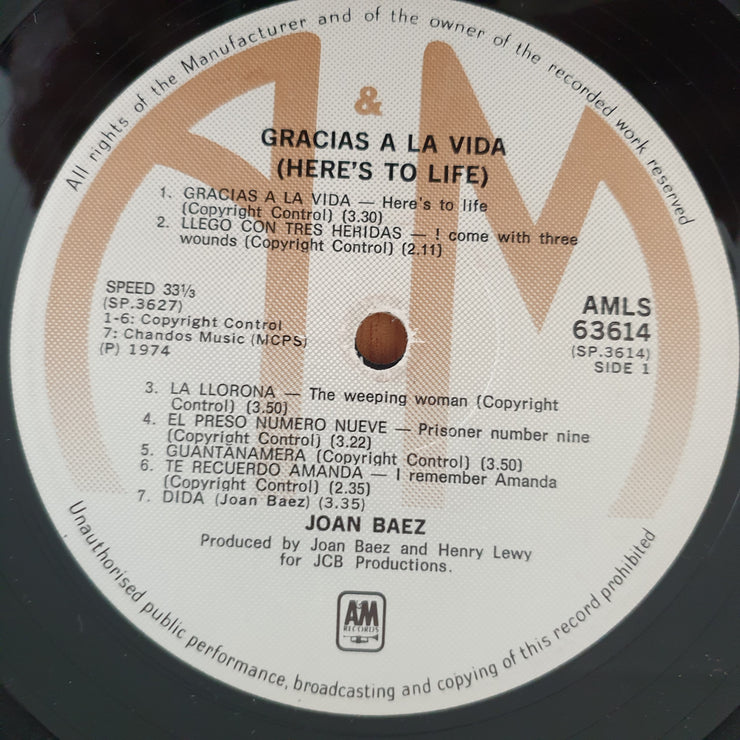 All rights of the Manufacturer and of the owner of the recorded work reserved
&
GRACIAS A LA VIDA
(HERE'S TO LIFE)
1. GRACIAS A LA VIDA — Here's to life
(Copyright Control) (3.30)
2. LLEGO CON TRES HERIDAS — I come with three
wounds (Copyright Control) (2.11)
SPEED 33⅓
(SP.3627)
1-6: Copyright Control
7: Chandos Music (MCPS)
(P) 1974
AMLS
63614
(SP.3614)
SIDE 1
3. LA LLORONA — The weeping woman (Copyright
Control) (3.50)
4. EL PRESO NUMERO NUEVE — Prisoner number nine
(Copyright Control) (3.22)
5. GUANTANAMERA (Copyright Control) (3.50)
6. TE RECUERDO AMANDA — I remember Amanda
(Copyright Control) (2.35)
7. DIDA (Joan Baez) (3.35)
JOAN BAEZ
Produced by Joan Baez and Henry Lewy
for JCB Productions.
A&M
RECORDS
Unauthorised public performance, broadcasting and copying of this record prohibited